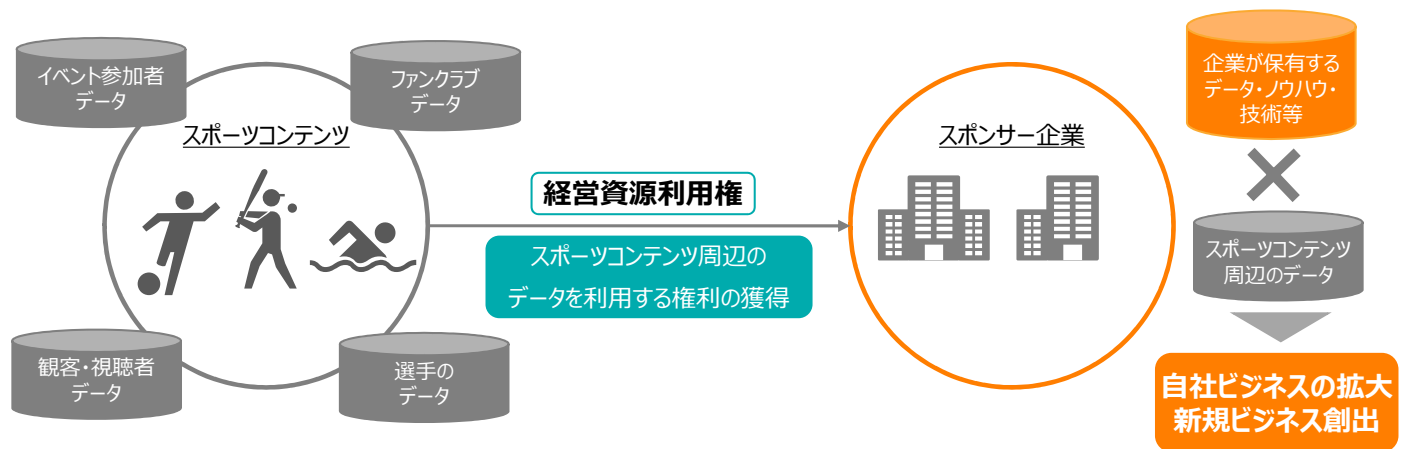 イベント参加者
データ
ファンクラブ
データ
スポーツコンテンツ
観客・視聴者
データ
選手の
データ
経営資源利用権
スポーツコンテンツ周辺の
データを利用する権利の獲得
スポンサー企業
企業が保有する
データ・ノウハウ・
技術等
スポーツコンテンツ
周辺のデータ
自社ビジネスの拡大
新規ビジネス創出